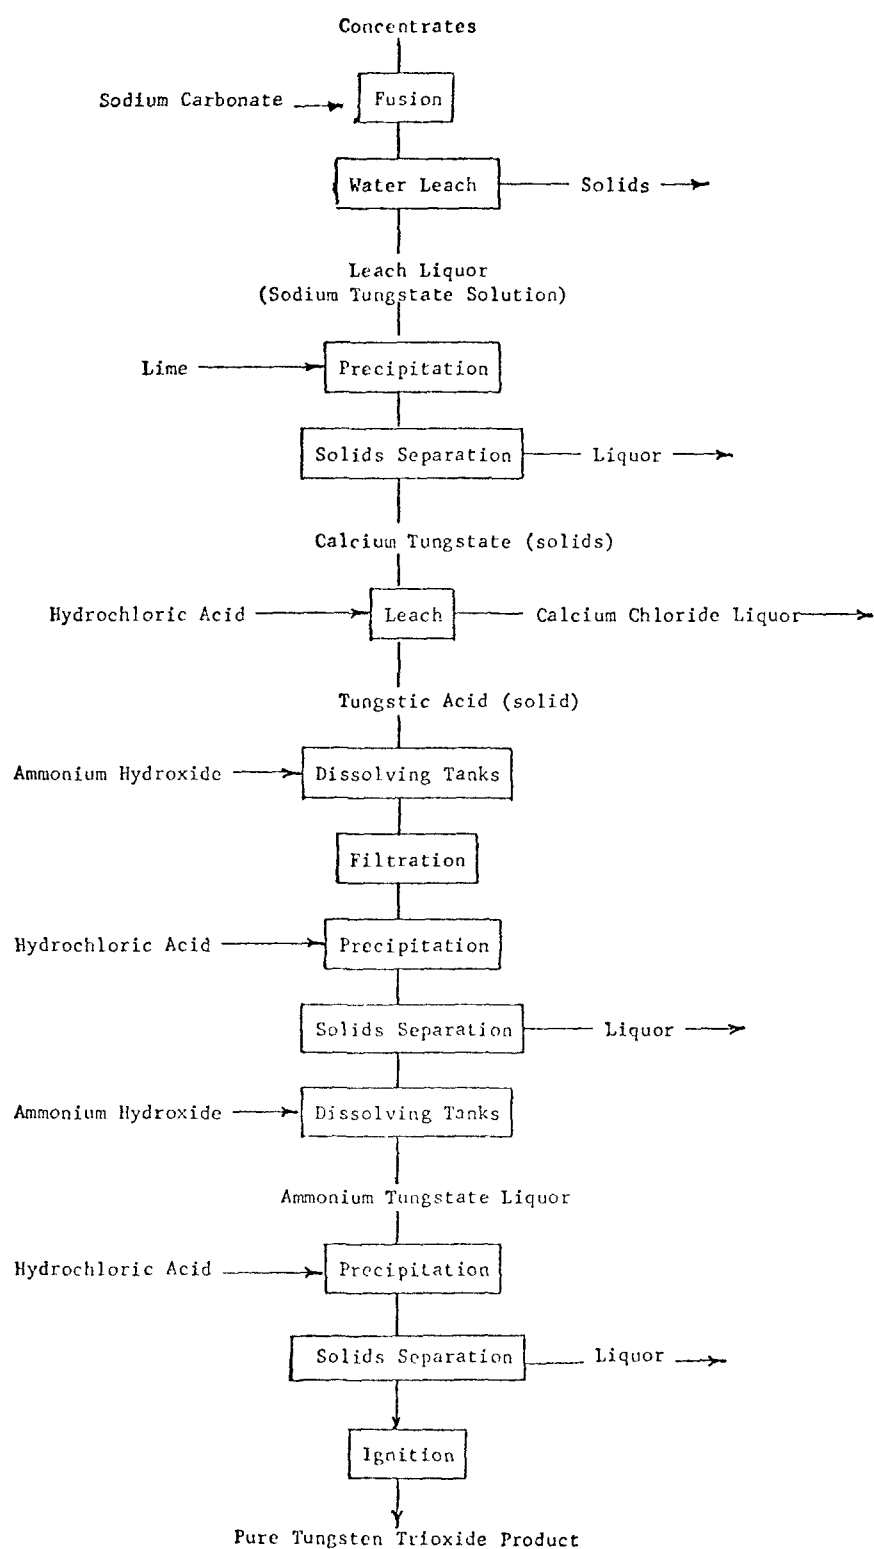 Concentrates
Sodium Carbonate
Fusion
Water Leach
Solids
Leach Liquor
(Sodium Tungstate Solution)
Lime
Precipitation
Solids Separation
Liquor
Calcium Tungstate (solids)
Hydrochloric Acid
Leach
Calcium Chloride Liquor
Tungstic Acid (solid)
Ammonium Hydroxide
Dissolving Tanks
Filtration
Hydrochloric Acid
Precipitation
Solids Separation
Liquor
Ammonium Hydroxide
Dissolving Tanks
Ammonium Tungstate Liquor
Hydrochloric Acid
Precipitation
Solids Separation
Liquor
Ignition
Pure Tungsten Trioxide Product